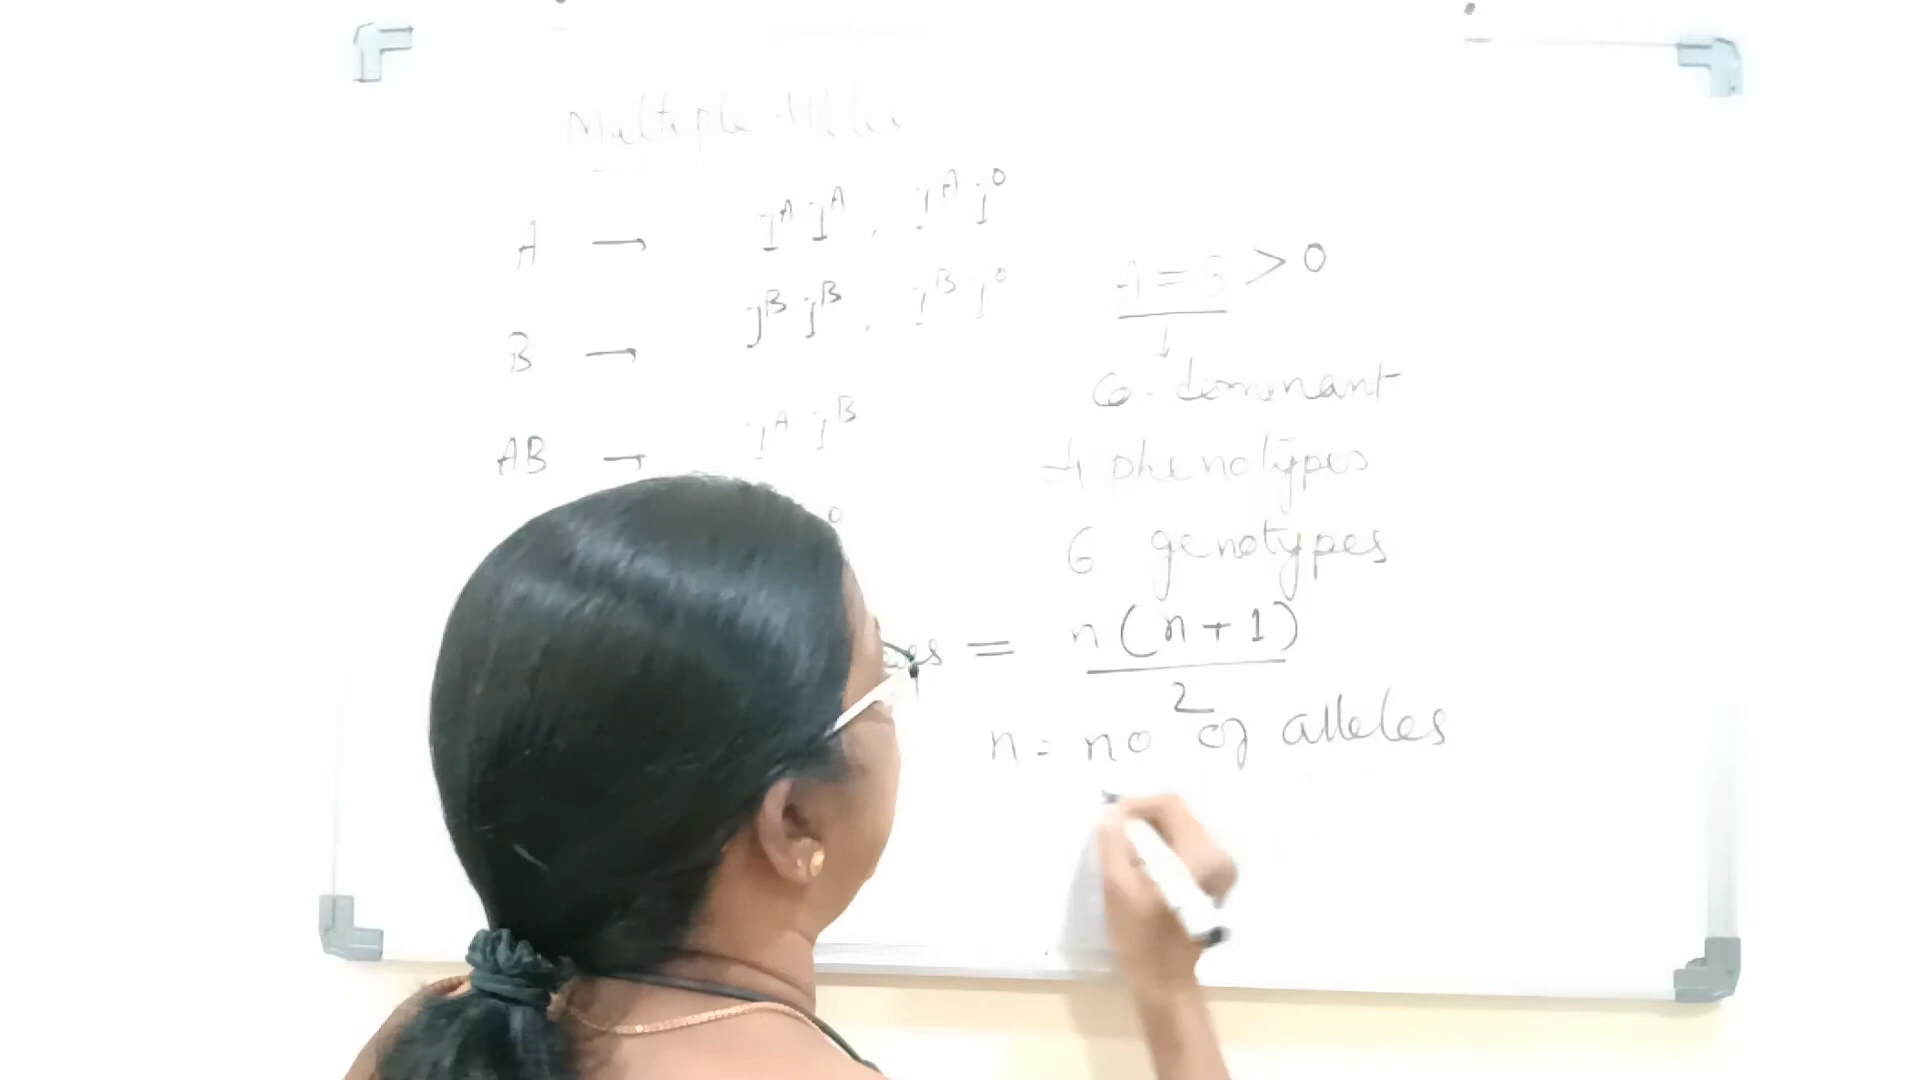 Multiple Alleles
A → I^A I^A, I^A I^O
B → I^B I^B, I^B I^O
AB → I^A I^B
O
A = B > O
↓
Co-dominant
4 phenotypes
6 genotypes
= n(n+1)
2
n = no of alleles